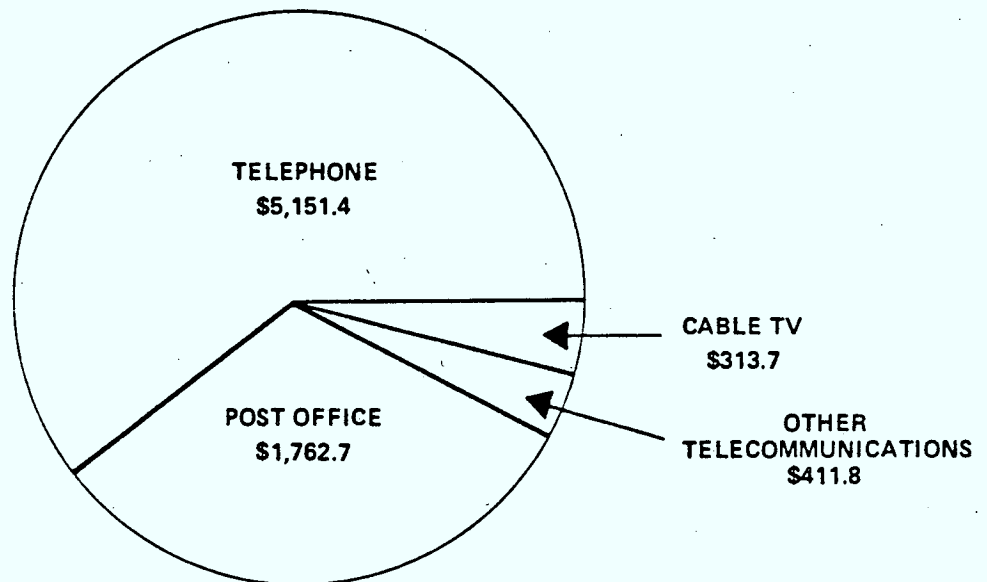 TELEPHONE
$5,151.4
CABLE TV
$313.7
POST OFFICE
$1,762.7
OTHER
TELECOMMUNICATIONS
$411.8